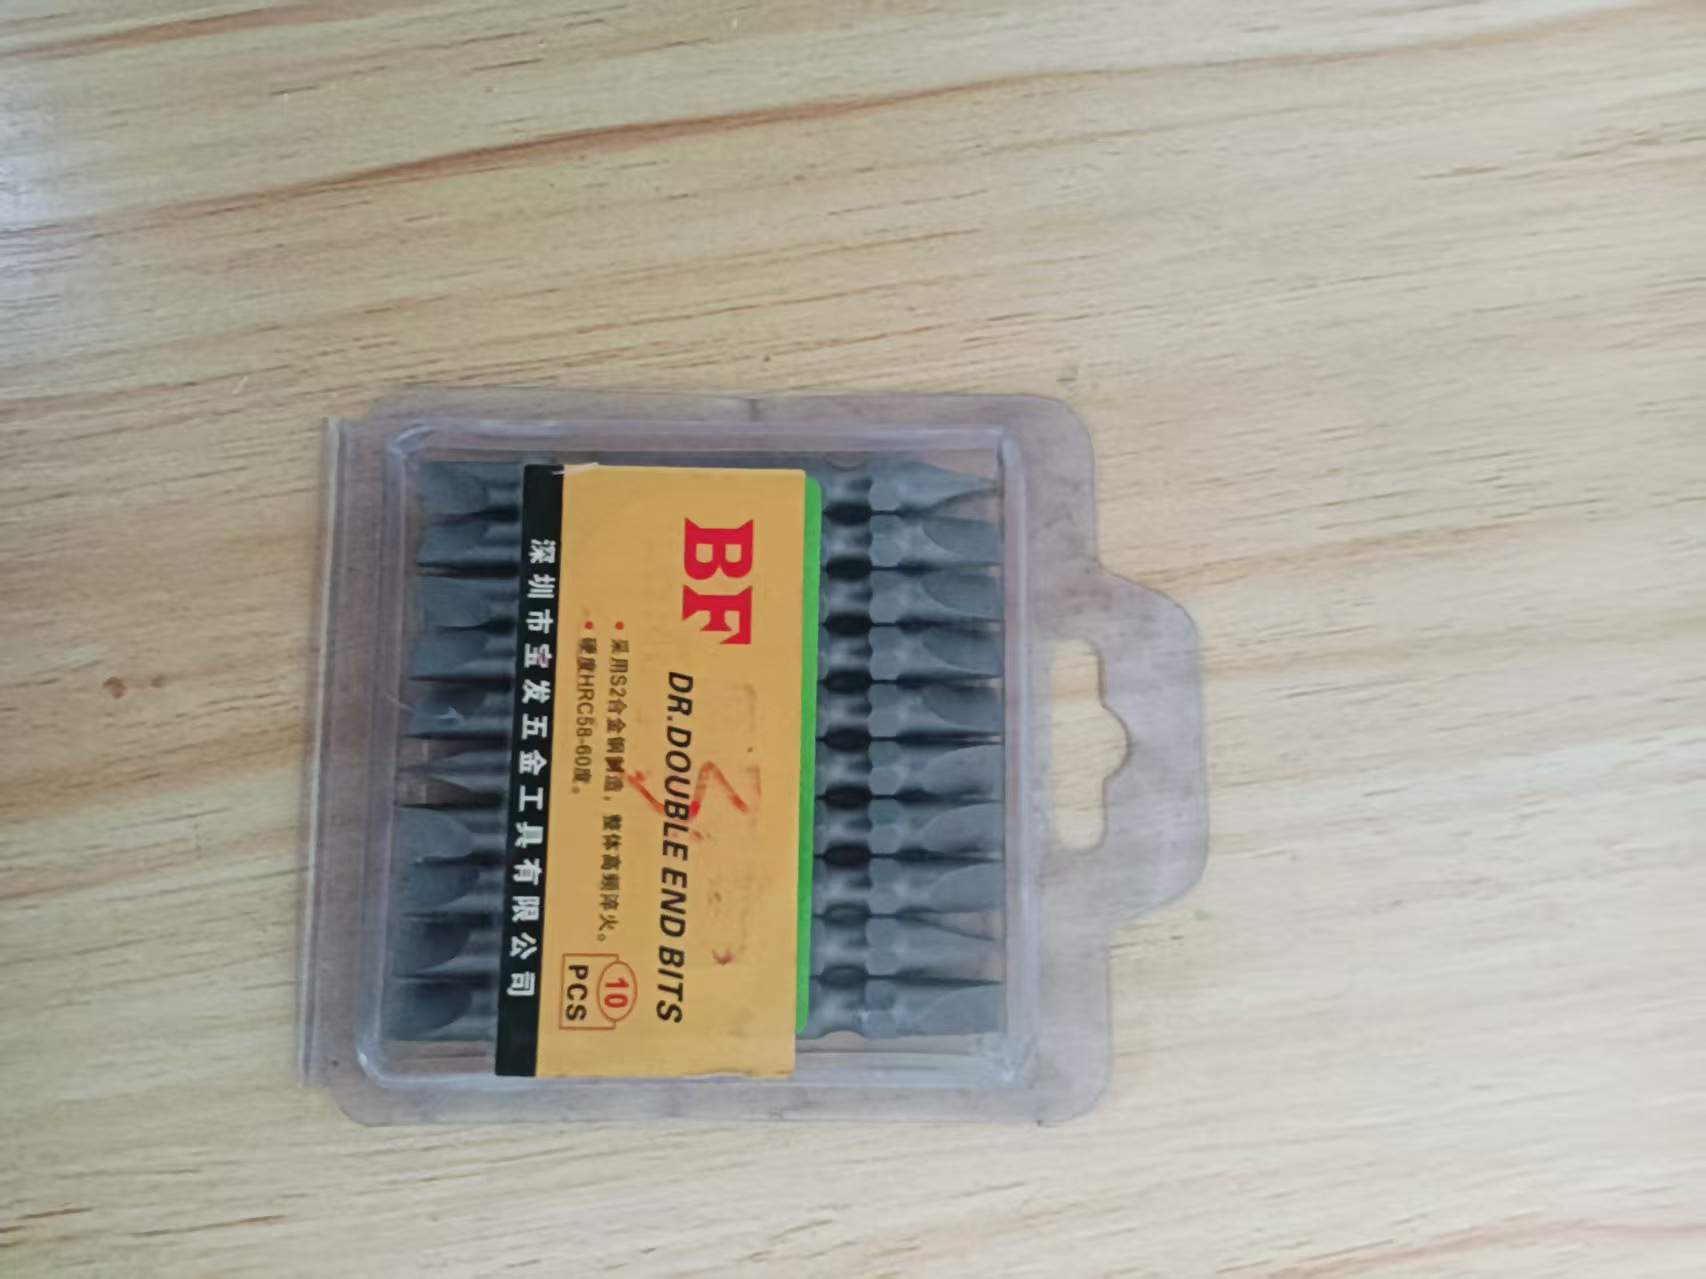 BF
DR.DOUBLE END BITS
• 采用S2合金钢制造，整体高频淬火。
• 硬度HRC58-60度。
10
PCS
深圳市宝发五金工具有限公司